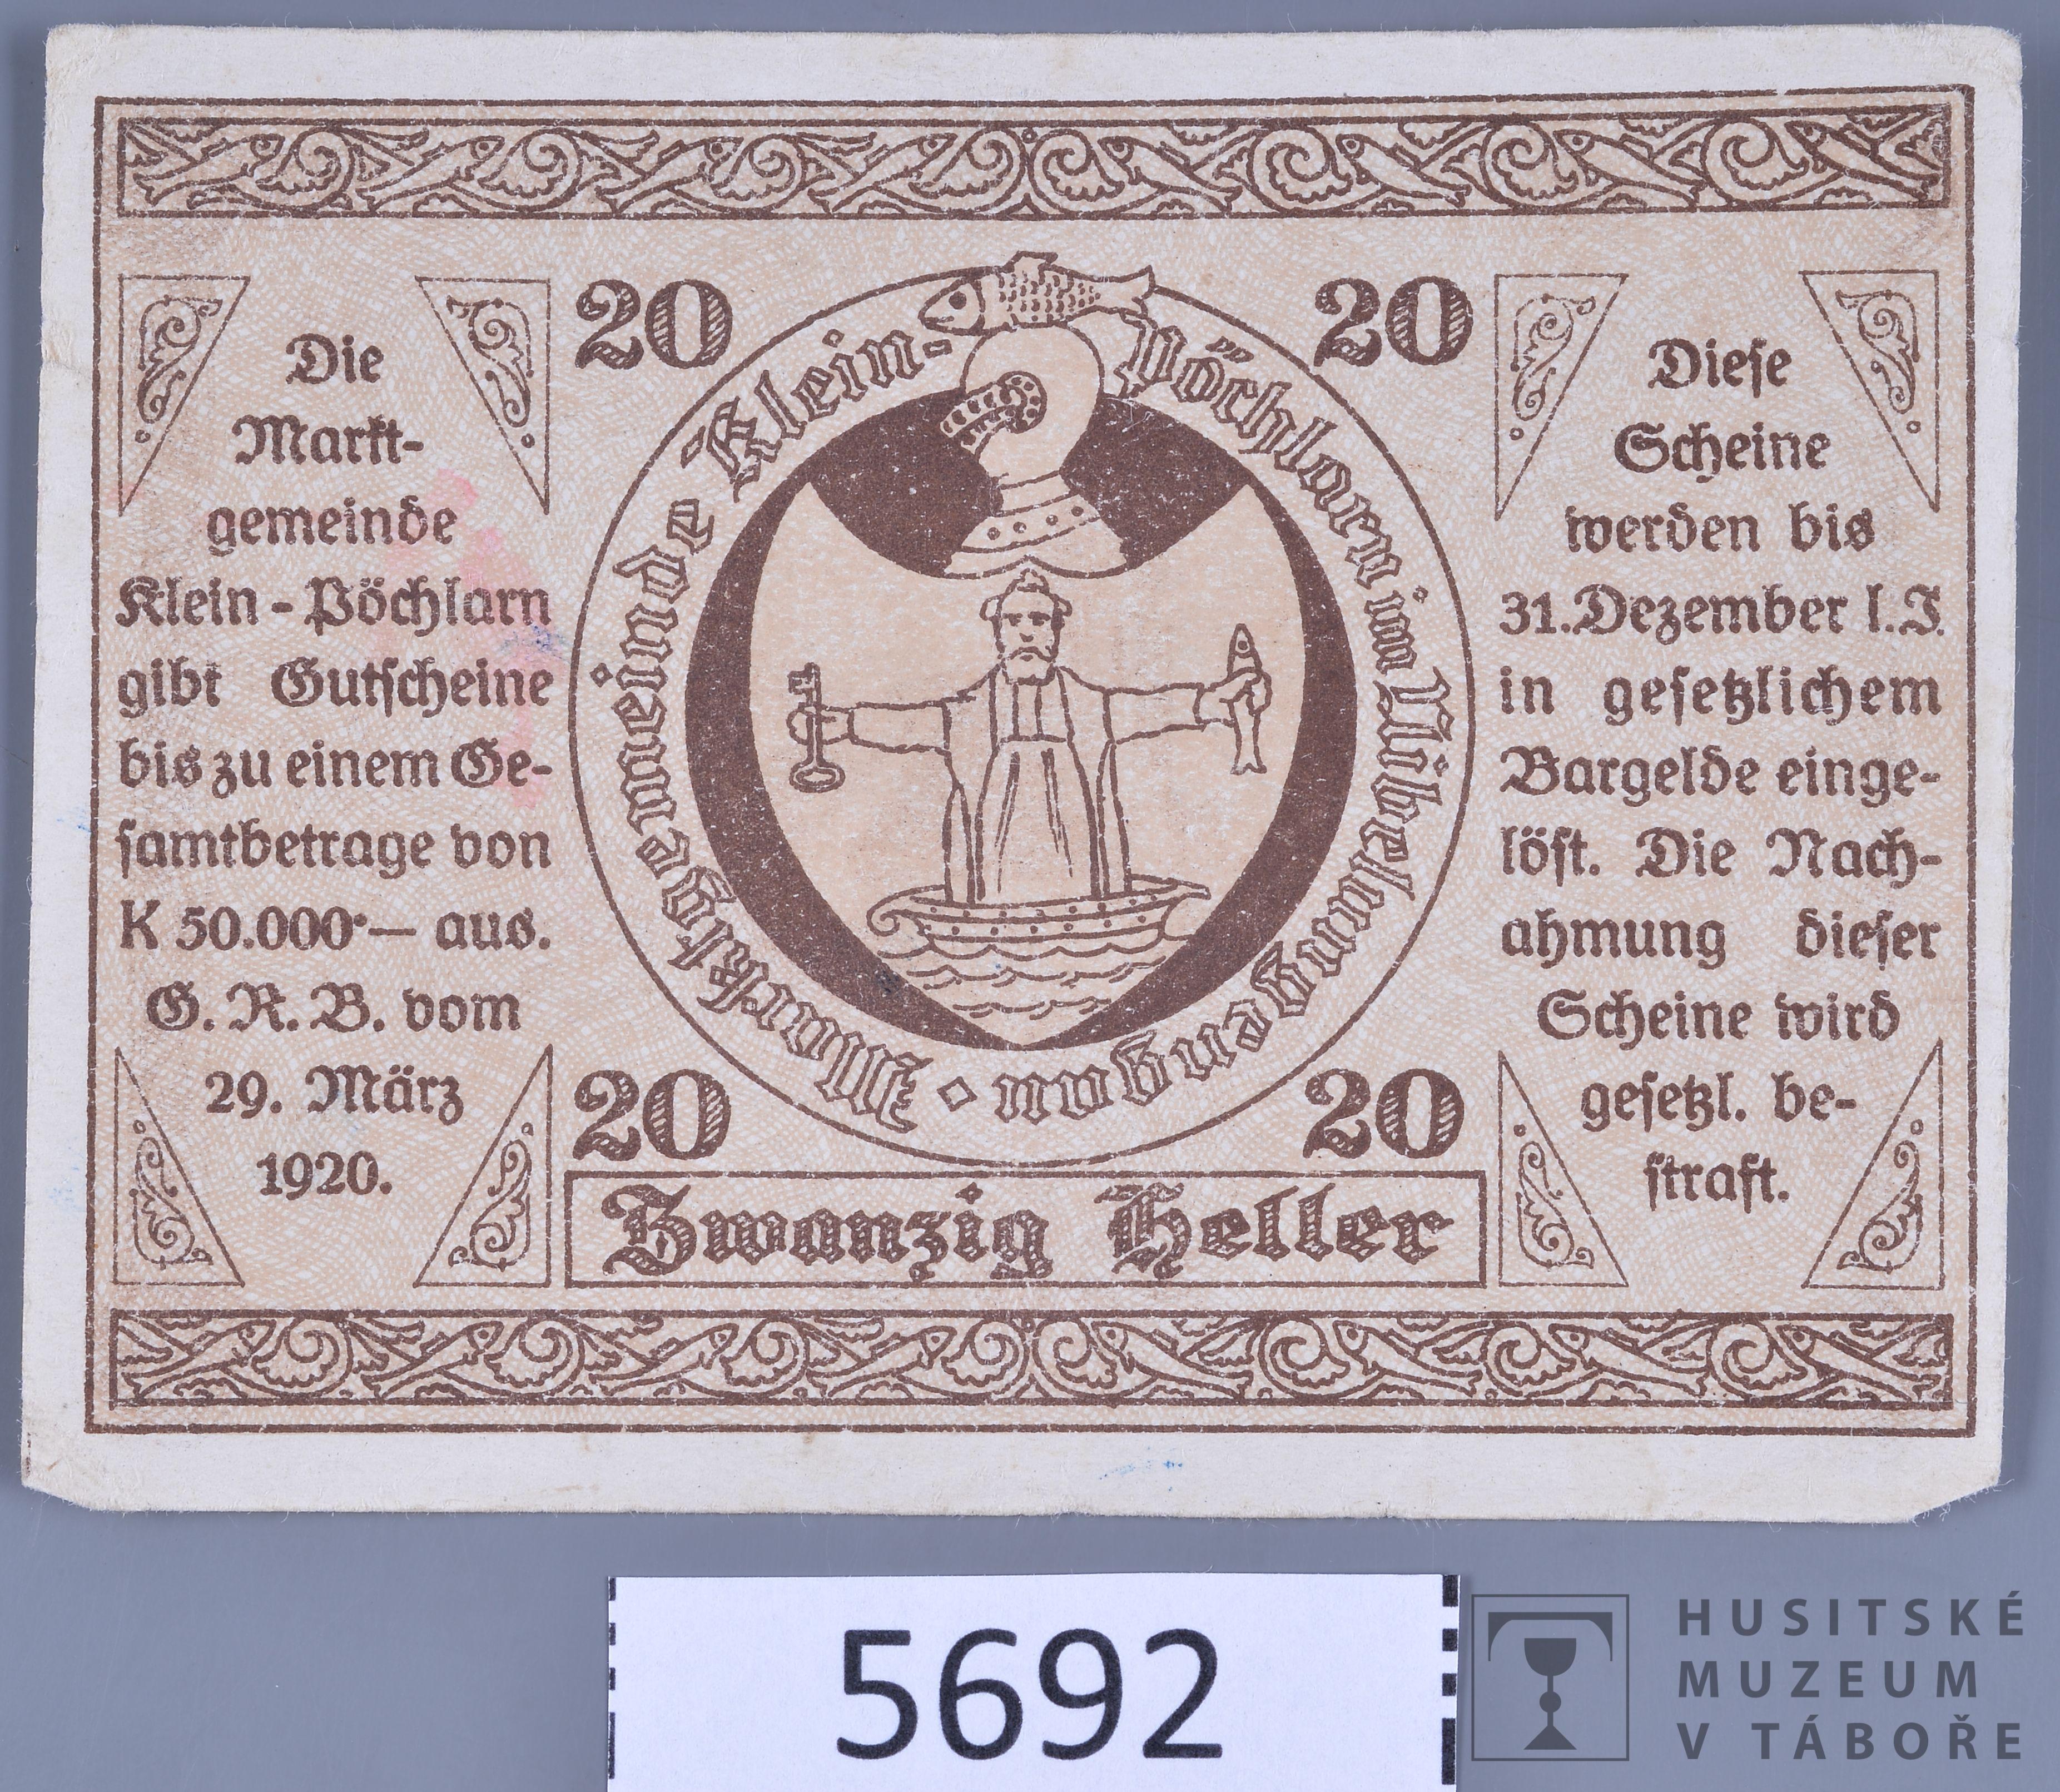 20 20
Die
Markt-
gemeinde
Klein-Pöchlarn
gibt Gutscheine
bis zu einem Ge-
samtbetrage von
K 50.000·— aus.
G. R. B. vom
29. März
1920.
Marktgemeinde Klein-Pöchlarn im Nibelungengau
20 20
Zwanzig Heller
Diese
Scheine
werden bis
31. Dezember l. J.
in gesetzlichem
Bargelde einge-
löst. Die Nach-
ahmung dieser
Scheine wird
gesetzl. be-
straft.
5692
HUSITSKÉ
MUZEUM
V TÁBOŘE